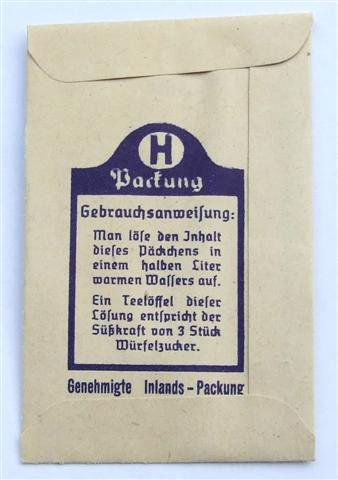 H
Packung
Gebrauchsanweiſung:
Man löſe den Inhalt
dieſes Päckchens in
einem halben Liter
warmen Waſſers auf.
Ein Teelöffel dieſer
Löſung entſpricht der
Süßkraft von 3 Stück
Würfelzucker.
Genehmigte Inlands-Packung